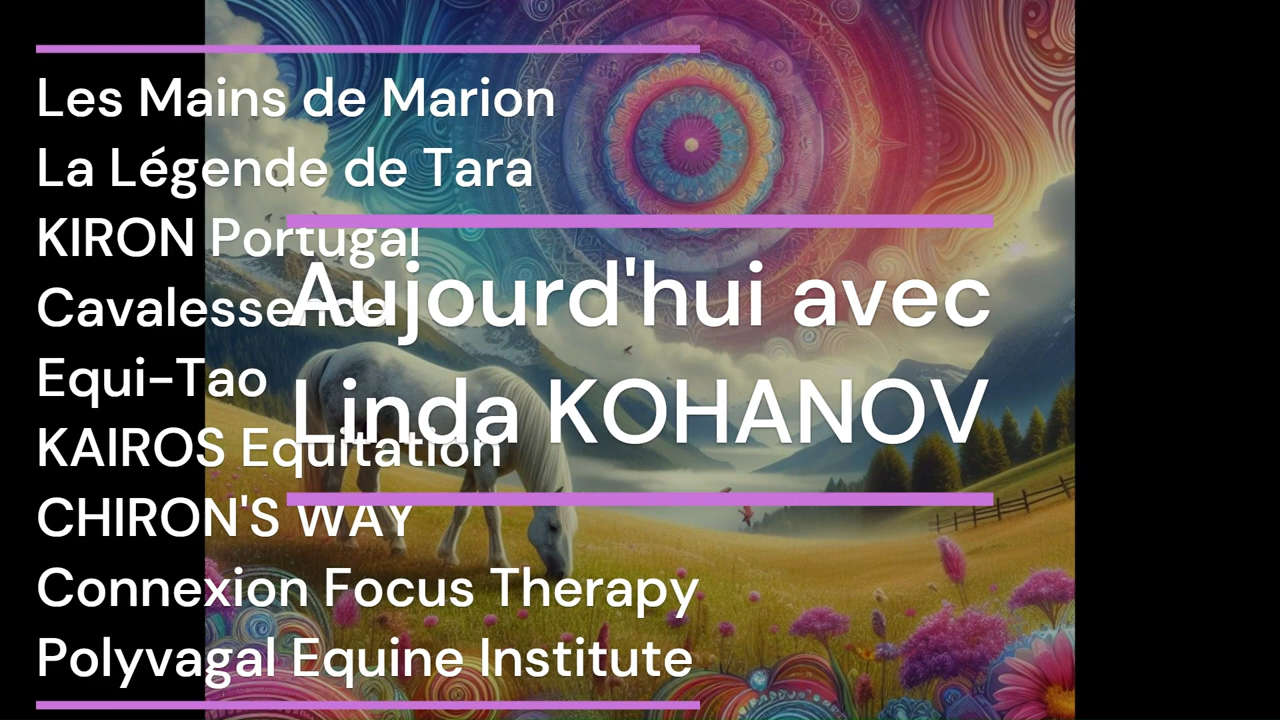 Les Mains de Marion
La Légende de Tara
KIRON Portugal
Cavalessence
Equi-Tao
KAIROS Equitation
CHIRON'S WAY
Connexion Focus Therapy
Polyvagal Equine Institute
Aujourd'hui avec
Linda KOHANOV